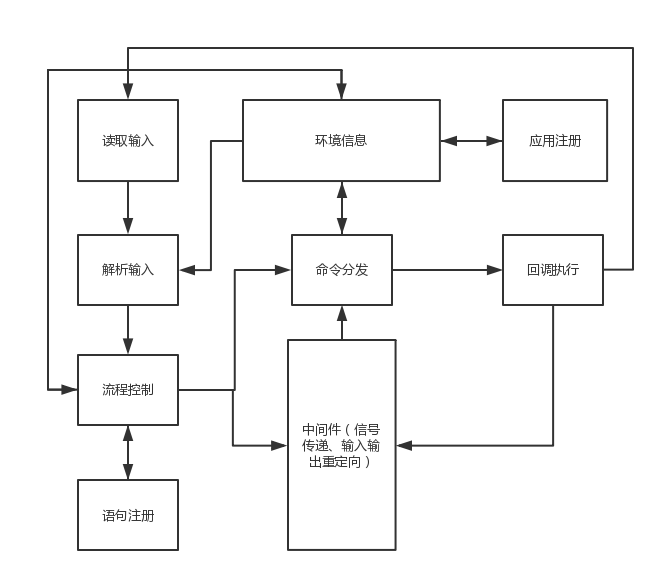 读取输入
环境信息
应用注册
解析输入
命令分发
回调执行
流程控制
中间件（信号
传递、输入输
出重定向）
语句注册